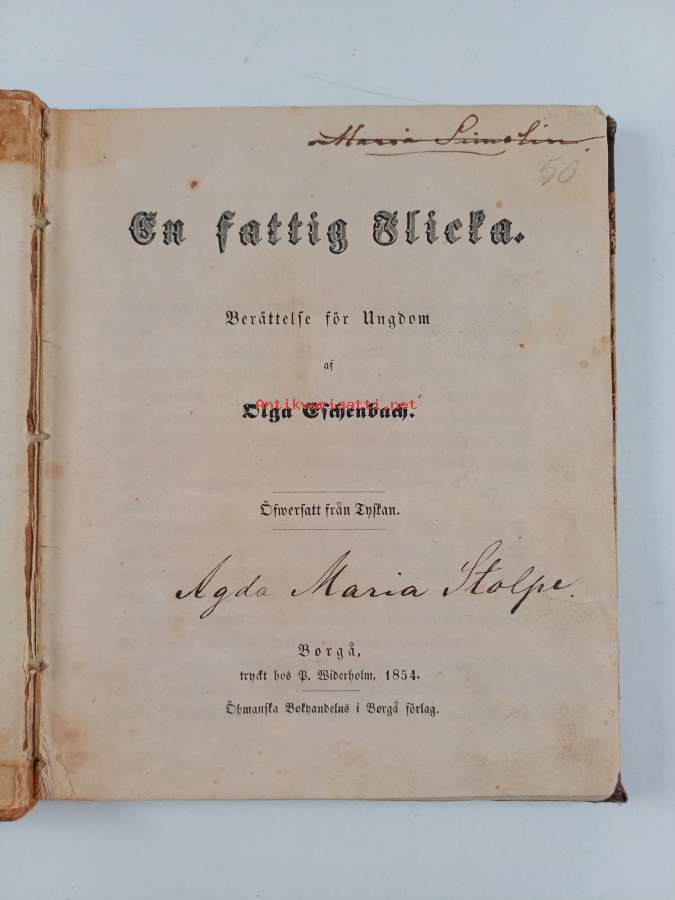 Maria Simelin.
50
En fattig Flicka.
Berättelse för Ungdom
af
Antikvariaatti.net
Olga Eschenbach.
Öfwersatt från Tyskan.
Agda Maria Stolpe.
Borgå,
tryckt hos P. Widerholm, 1854.
Öhmanska Bokhandelns i Borgå förlag.